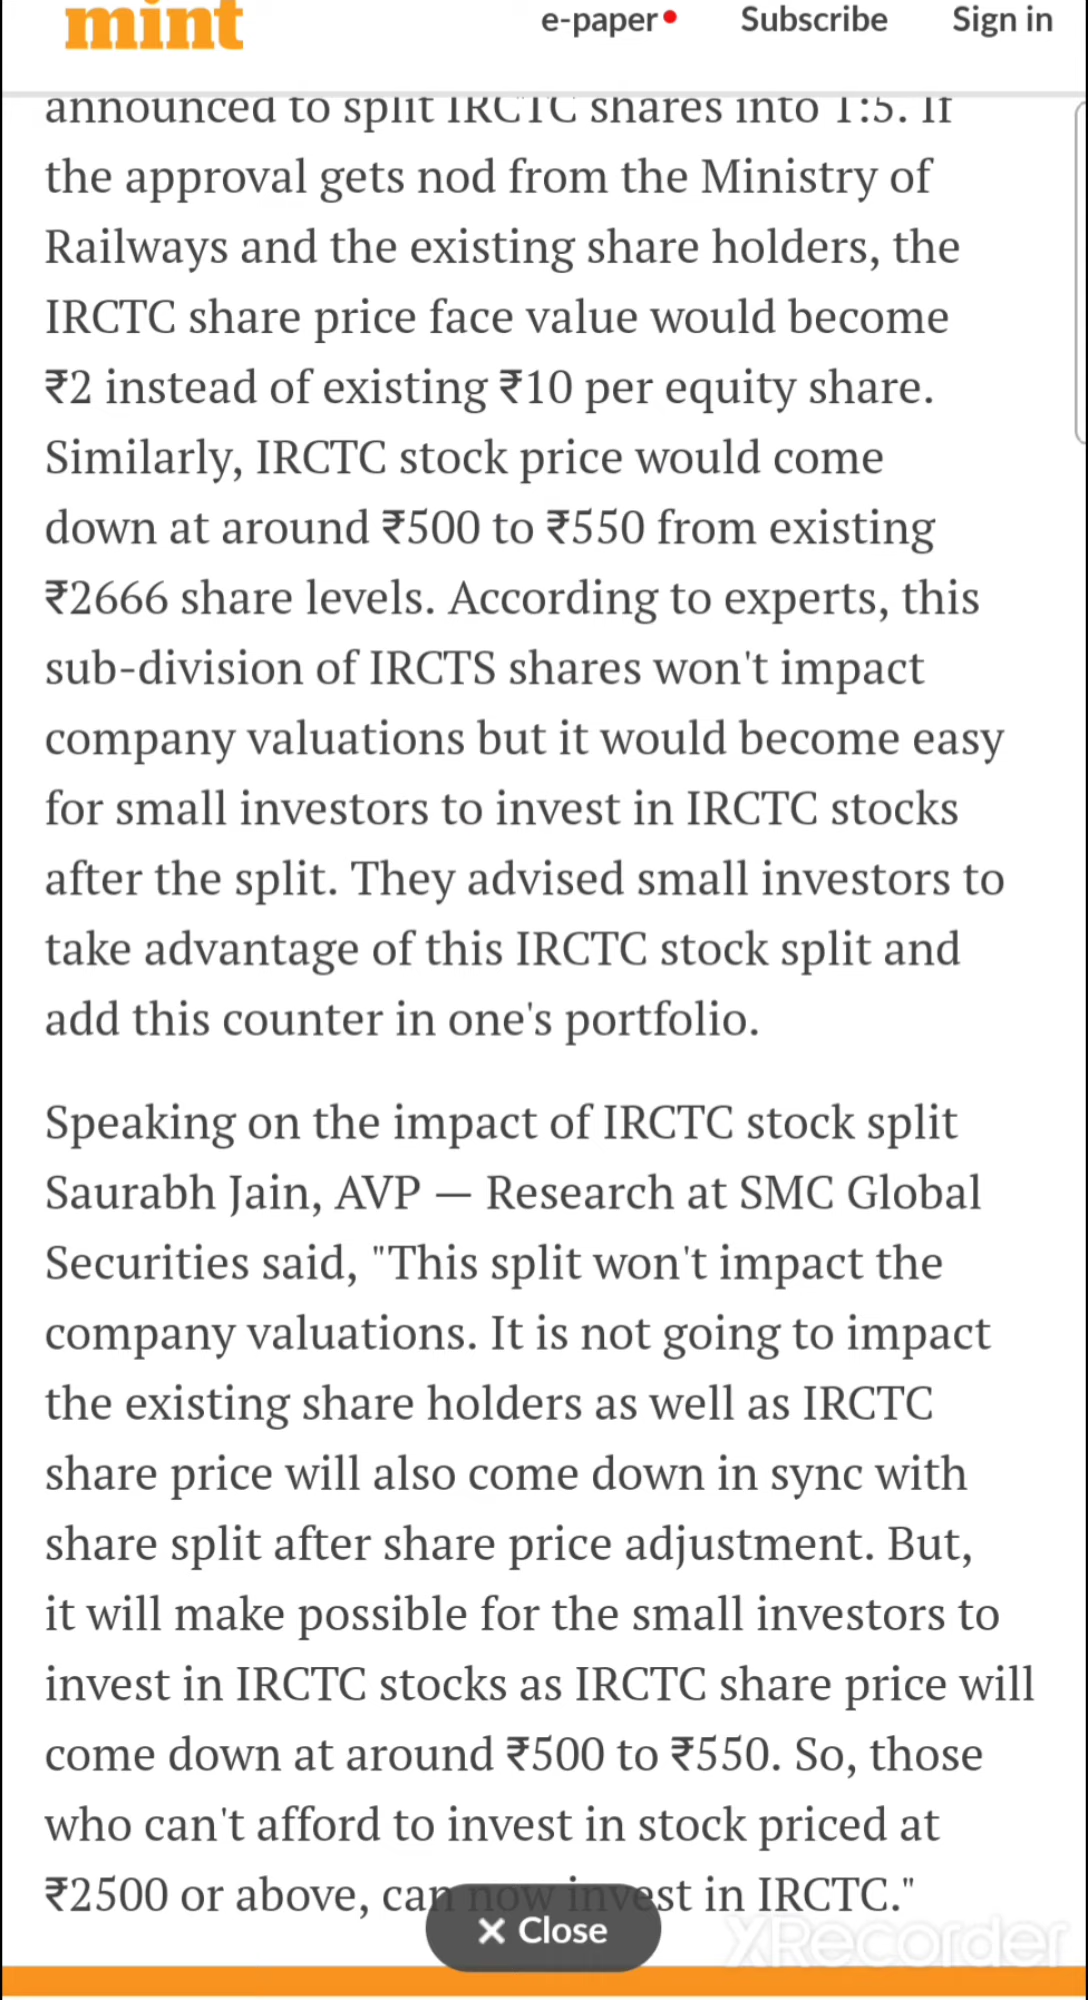 mint
e-paper Subscribe Sign in
announced to split IRCTC shares into 1:5. If
the approval gets nod from the Ministry of
Railways and the existing share holders, the
IRCTC share price face value would become
₹2 instead of existing ₹10 per equity share.
Similarly, IRCTC stock price would come
down at around ₹500 to ₹550 from existing
₹2666 share levels. According to experts, this
sub-division of IRCTS shares won't impact
company valuations but it would become easy
for small investors to invest in IRCTC stocks
after the split. They advised small investors to
take advantage of this IRCTC stock split and
add this counter in one's portfolio.
Speaking on the impact of IRCTC stock split
Saurabh Jain, AVP — Research at SMC Global
Securities said, "This split won't impact the
company valuations. It is not going to impact
the existing share holders as well as IRCTC
share price will also come down in sync with
share split after share price adjustment. But,
it will make possible for the small investors to
invest in IRCTC stocks as IRCTC share price will
come down at around ₹500 to ₹550. So, those
who can't afford to invest in stock priced at
₹2500 or above, can now invest in IRCTC."
× Close
XRecorder